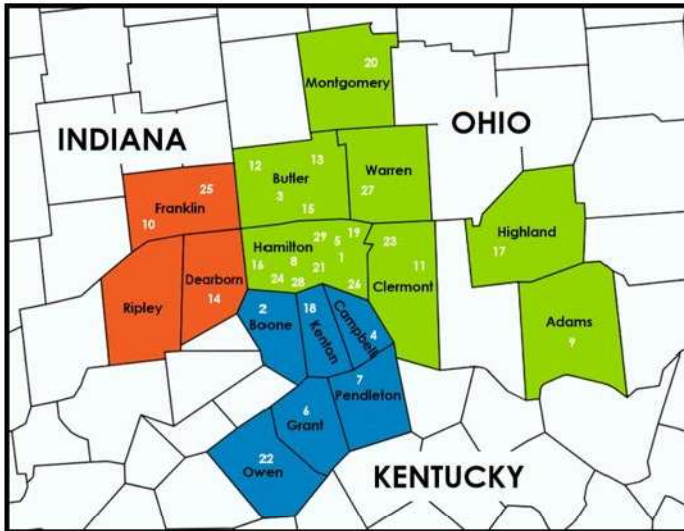 20
Montgomery
INDIANA
OHIO
12
13
Butler
3
15
Warren
27
25
Franklin
10
Hamilton
29
5
19
1
16
8
24
21
28
26
23
11
Clermont
Highland
17
Ripley
Dearborn
14
2
Boone
18
Kenton
Campbell
4
Adams
9
7
Pendleton
6
Grant
22
Owen
KENTUCKY